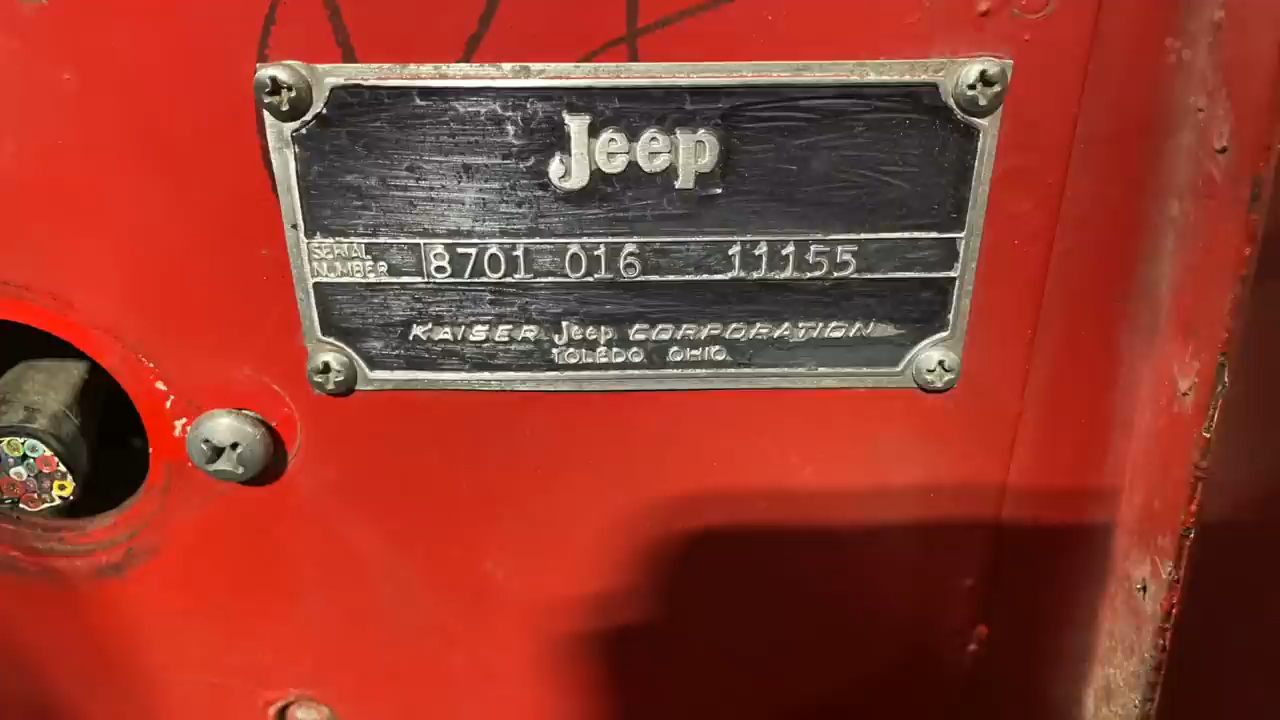 Jeep
SERIAL NUMBER 8701 016 11155
KAISER Jeep CORPORATION
TOLEDO OHIO